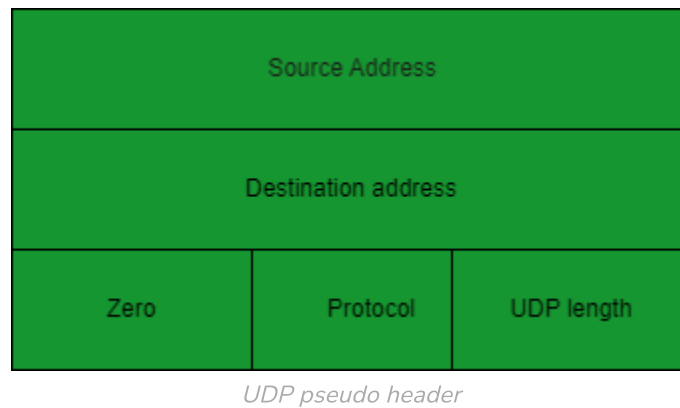 Source Address
Destination address
Zero Protocol UDP length
UDP pseudo header